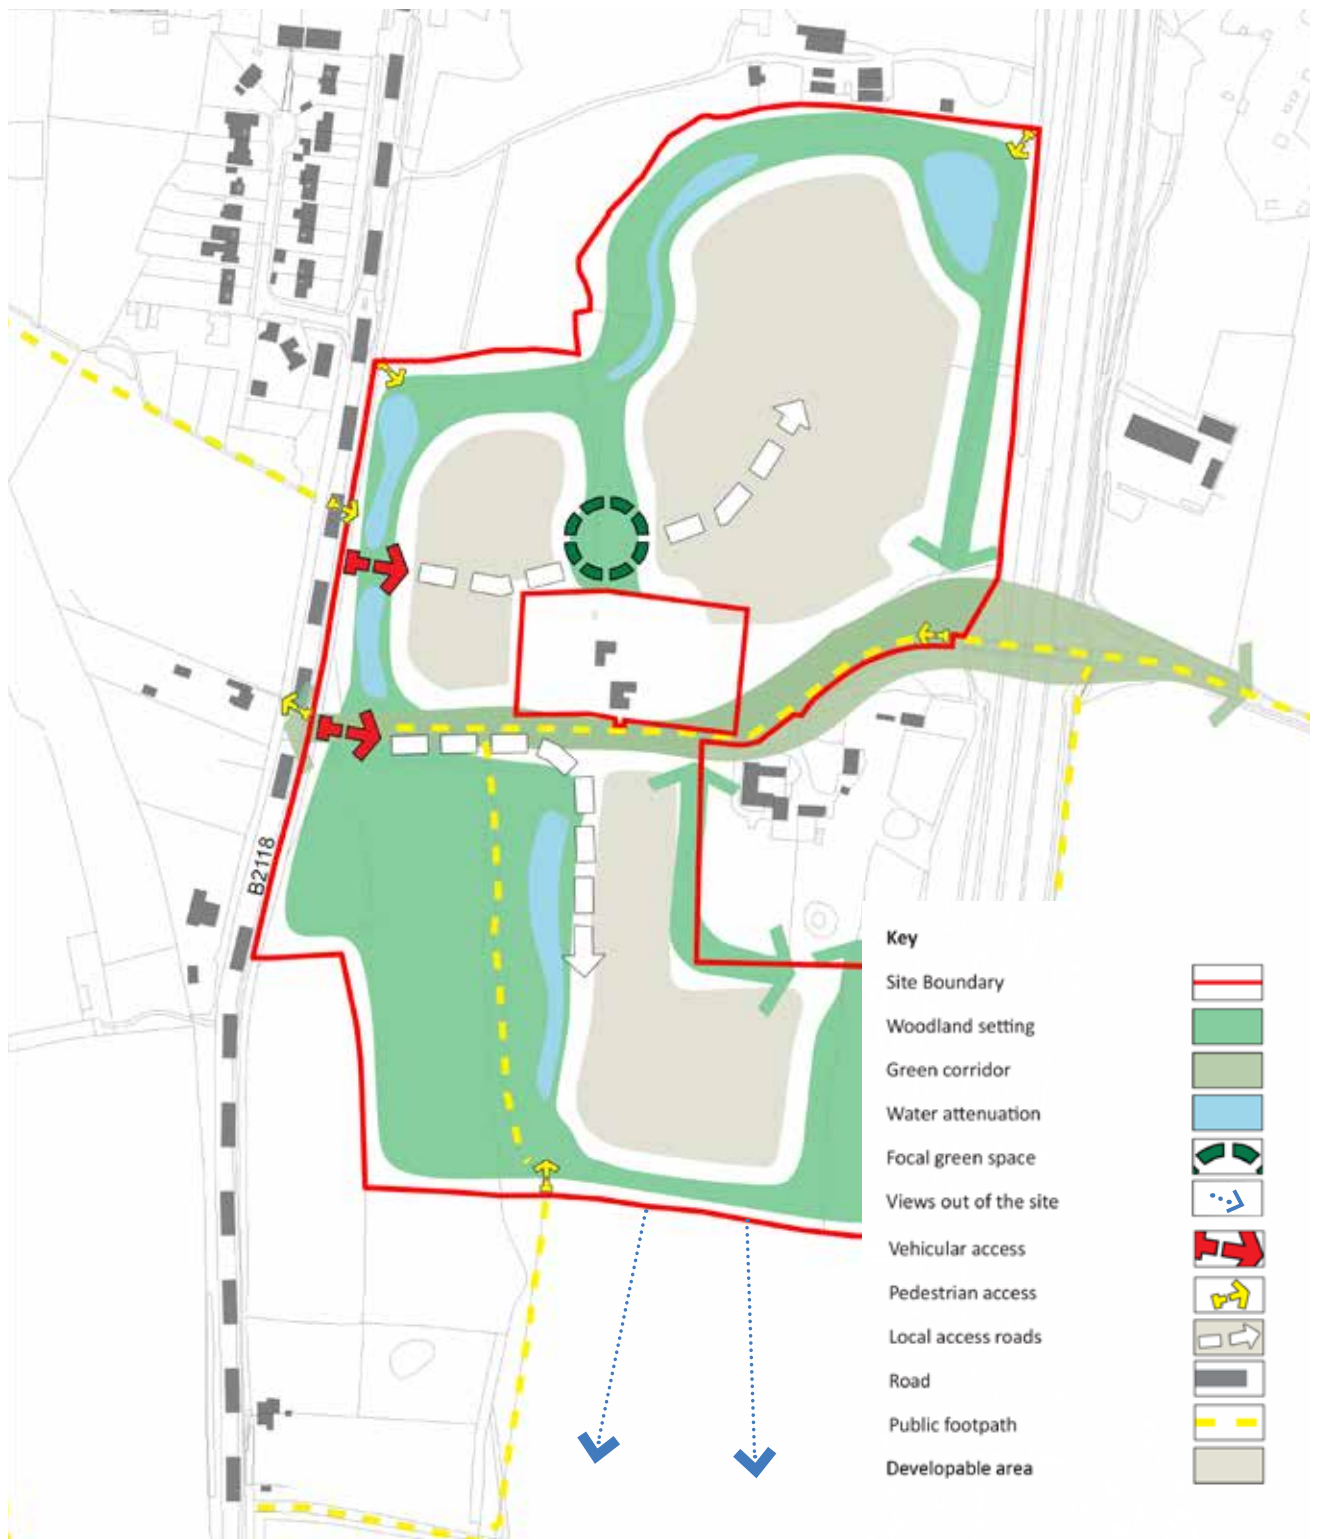 B2118
Key
Site Boundary
Woodland setting
Green corridor
Water attenuation
Focal green space
Views out of the site
Vehicular access
Pedestrian access
Local access roads
Road
Public footpath
Developable area